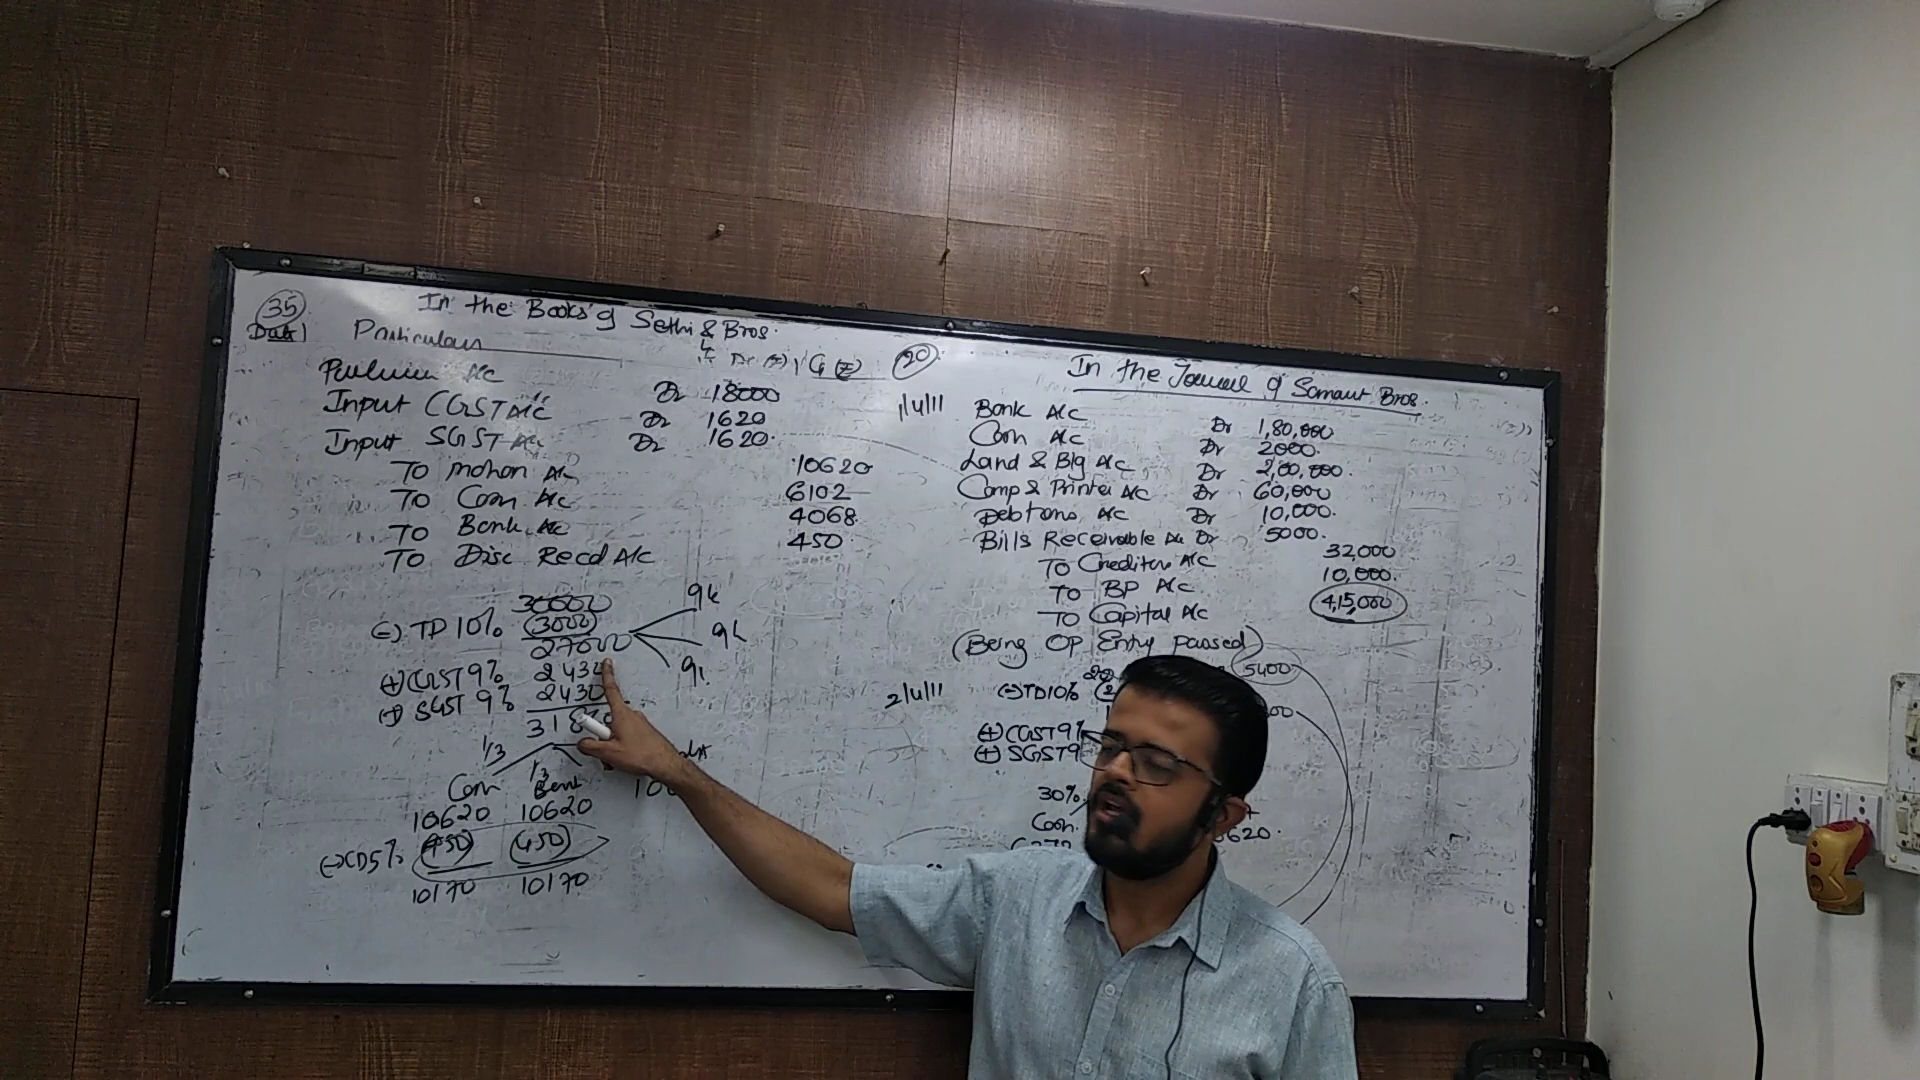 35
In the Books of Sethi & Bros.
Date
Particulars
Dr (₹) Cr (₹)
A/c Dr 18000
Input CGST A/c Dr 1620
Input SGST A/c Dr 1620.
To mohan A/c 10620
To Cash A/c 6102
To Bank A/c 4068
To Disc Recd A/c 450
30000
(-) TD 10% (3000)
27000
(+) CGST 9% 2430
(+) SGST 9% 2430
9k
9k
1/3
1/3
Cash
Bank
10620 10620
(-) CD 5% (450) (450)
10170 10170
20
In the Journal of Samaut Bros.
1/4/11 Bank A/c Dr 1,80,000
Cash A/c Dr 2000.
Land & Blg A/c Dr 2,00,000.
Comp & Printer A/c Dr 60,000
Debtors A/c Dr 10,000.
Bills Receivable A/c Dr 5000.
To Creditors A/c 32,000
To BP A/c 10,000.
To Capital A/c 4,15,000
(Being OP Entry passed)
5400
2/4/11 (-) TD 10%
(+) CGST 9%
(+) SGST 9
30%
Cash.